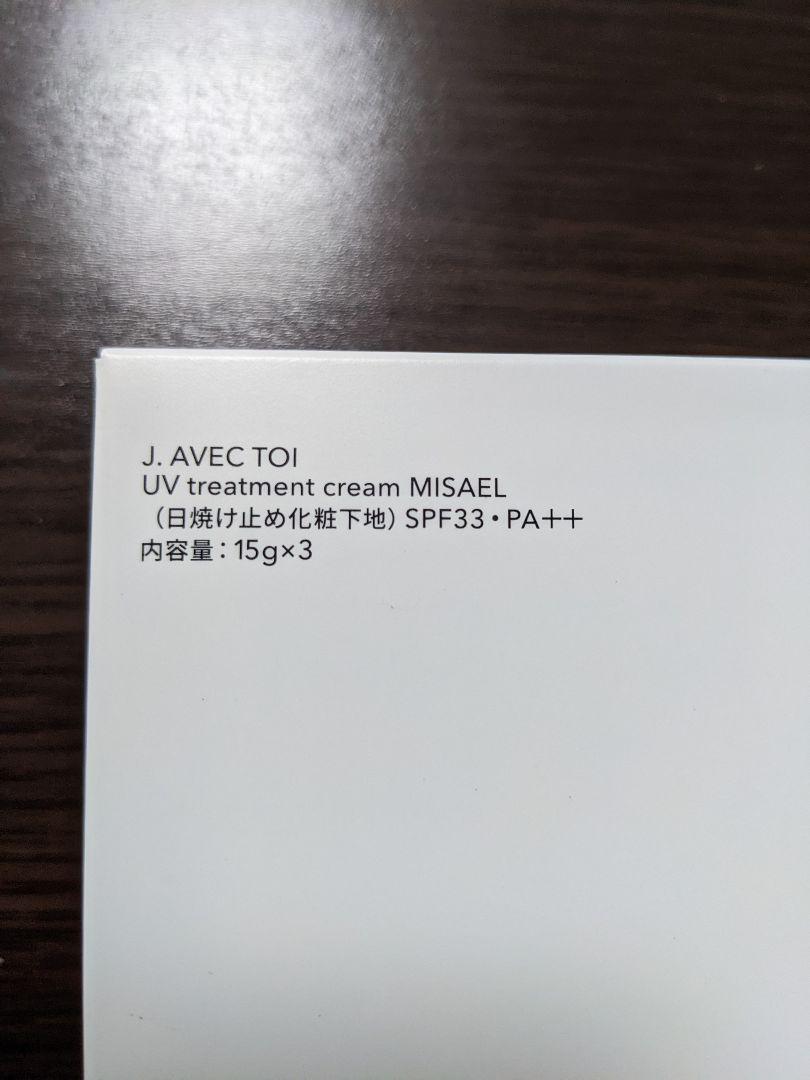 J. AVEC TOI
UV treatment cream MISAEL
（日焼け止め化粧下地）SPF33・PA++
内容量：15g×3